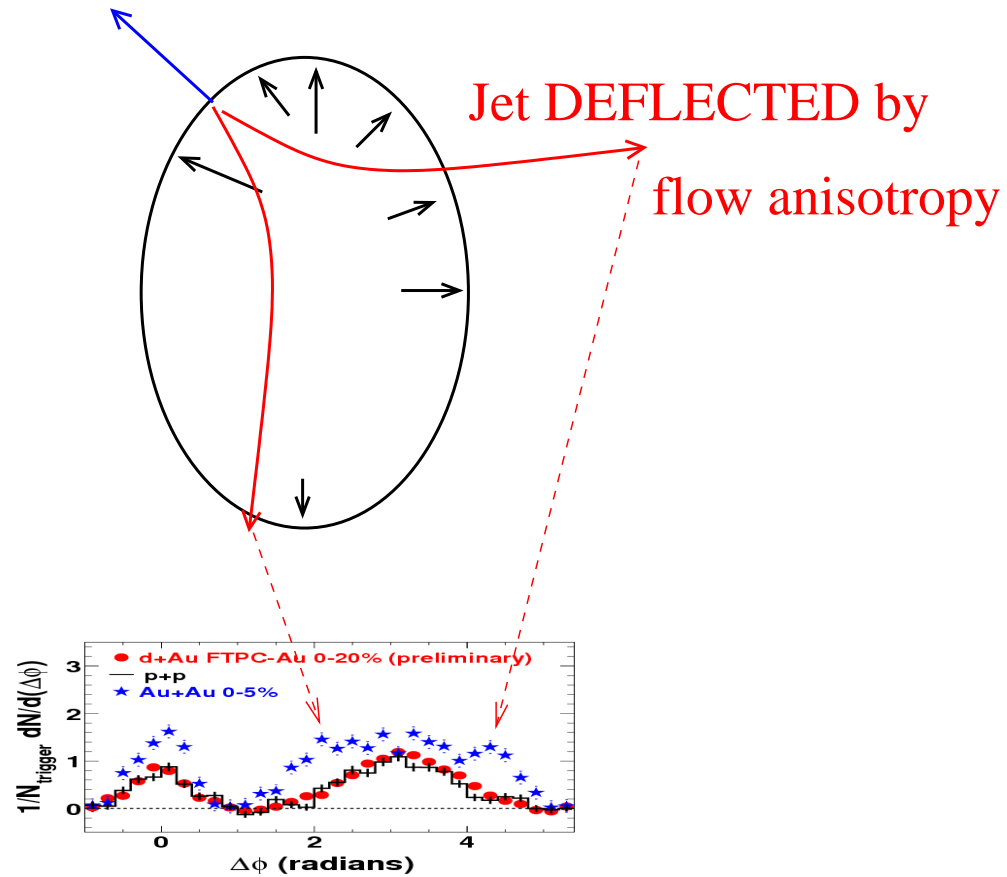 Jet DEFLECTED by
flow anisotropy
d+Au FTPC-Au 0-20% (preliminary)
p+p
Au+Au 0-5%
1/N_trigger dN/d(Δϕ)
3
2
1
0
0
2
4
Δϕ (radians)